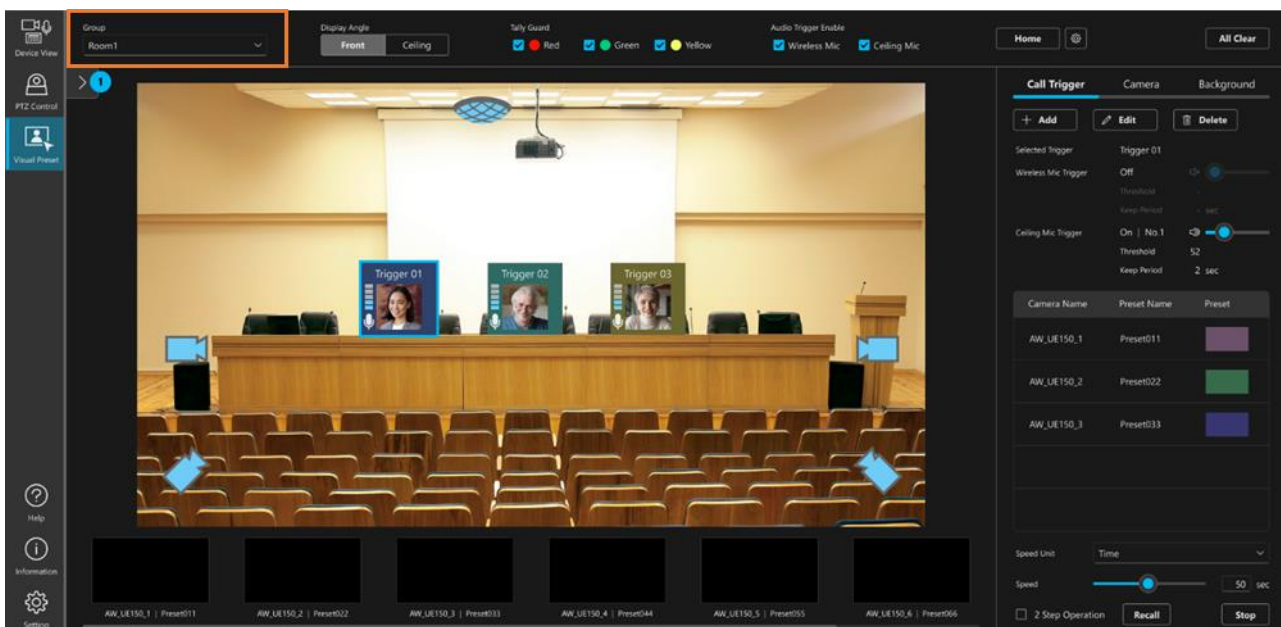 Device View
PTZ Control
Visual Preset
Help
Information
Setting
Group
Room1
Display Angle
Front Ceiling
Tally Guard
Red Green Yellow
Audio Trigger Enable
Wireless Mic Ceiling Mic
Home
All Clear
1
Trigger 01 Trigger 02 Trigger 03
AW_UE150_1 | Preset011
AW_UE150_2 | Preset022
AW_UE150_3 | Preset033
AW_UE150_4 | Preset044
AW_UE150_5 | Preset055
AW_UE150_6 | Preset066
Call Trigger Camera Background
+ Add Edit Delete
Selected Trigger Trigger 01
Wireless Mic Trigger Off
Threshold -
Keep Period - sec
Ceiling Mic Trigger On | No.1
Threshold 52
Keep Period 2 sec
Camera Name Preset Name Preset
AW_UE150_1 Preset011
AW_UE150_2 Preset022
AW_UE150_3 Preset033
Speed Unit Time
Speed 50 sec
2 Step Operation Recall Stop